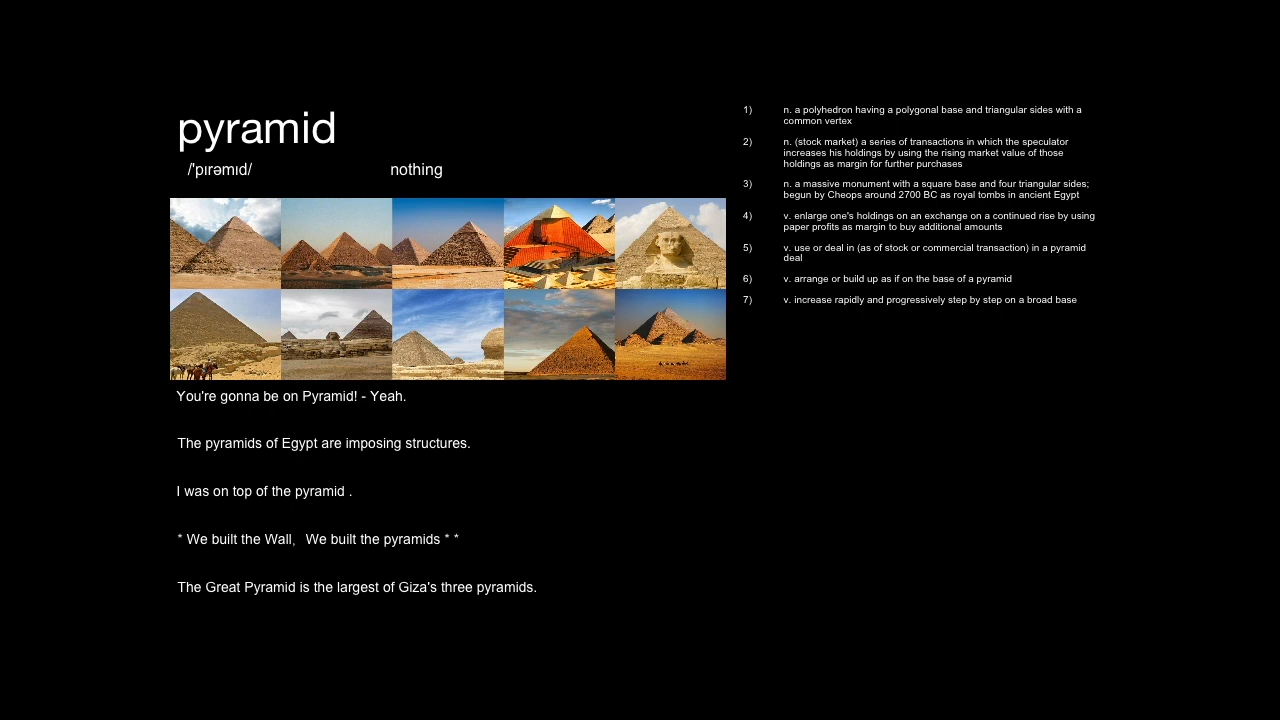 pyramid
/'pɪrəmɪd/
nothing
You're gonna be on Pyramid! - Yeah.
The pyramids of Egypt are imposing structures.
I was on top of the pyramid .
* We built the Wall，We built the pyramids * *
The Great Pyramid is the largest of Giza's three pyramids.
1) n. a polyhedron having a polygonal base and triangular sides with a
common vertex
2) n. (stock market) a series of transactions in which the speculator
increases his holdings by using the rising market value of those
holdings as margin for further purchases
3) n. a massive monument with a square base and four triangular sides;
begun by Cheops around 2700 BC as royal tombs in ancient Egypt
4) v. enlarge one's holdings on an exchange on a continued rise by using
paper profits as margin to buy additional amounts
5) v. use or deal in (as of stock or commercial transaction) in a pyramid
deal
6) v. arrange or build up as if on the base of a pyramid
7) v. increase rapidly and progressively step by step on a broad base